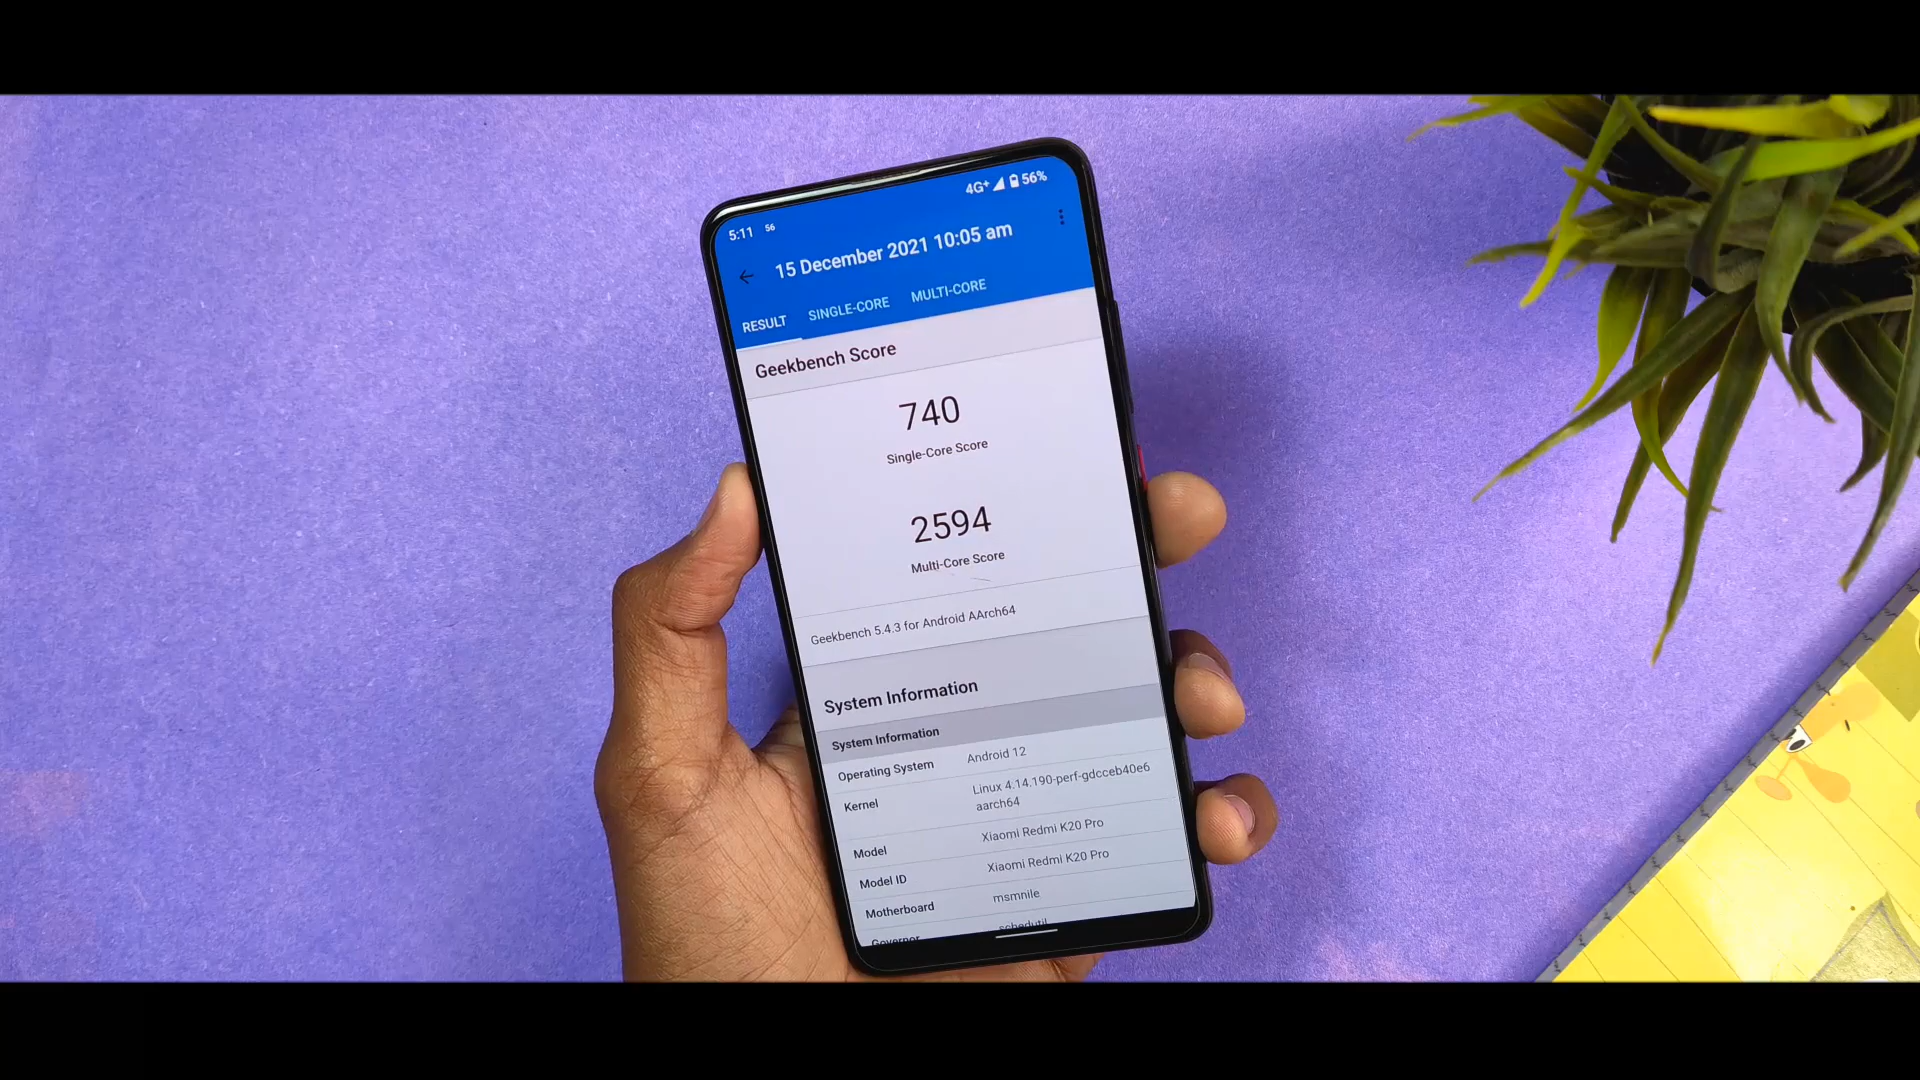 5:11 56 4G+ 56%
15 December 2021 10:05 am
RESULT SINGLE-CORE MULTI-CORE
Geekbench Score
740
Single-Core Score
2594
Multi-Core Score
Geekbench 5.4.3 for Android AArch64
System Information
System Information
Operating System Android 12
Kernel Linux 4.14.190-perf-gdcceb40e6
aarch64
Model Xiaomi Redmi K20 Pro
Model ID Xiaomi Redmi K20 Pro
Motherboard msmnile
Governor schedutil